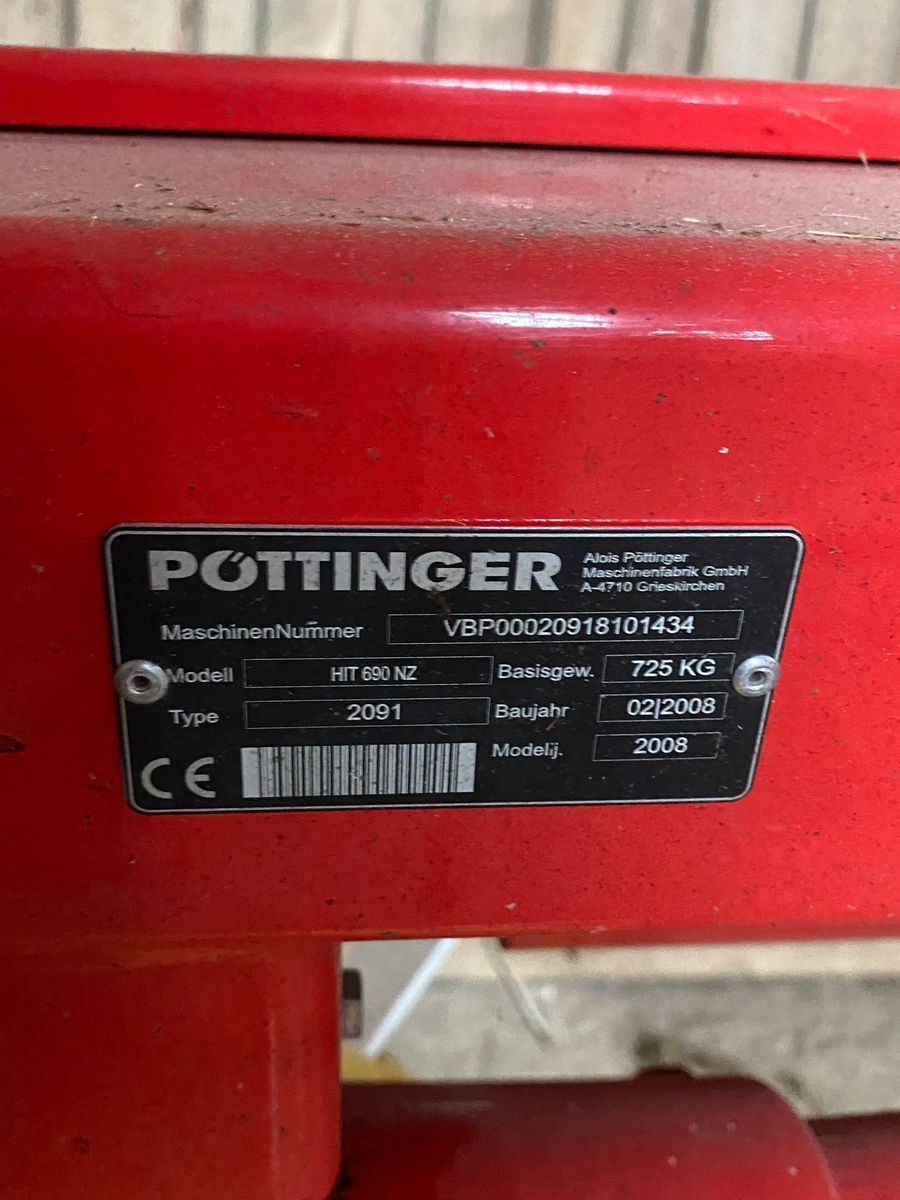 PÖTTINGER
Alois Pöttinger
Maschinenfabrik GmbH
A-4710 Grieskirchen
MaschinenNummer VBP00020918101434
Modell HIT 690 NZ Basisgew. 725 KG
Type 2091 Baujahr 02|2008
CE Modellj. 2008